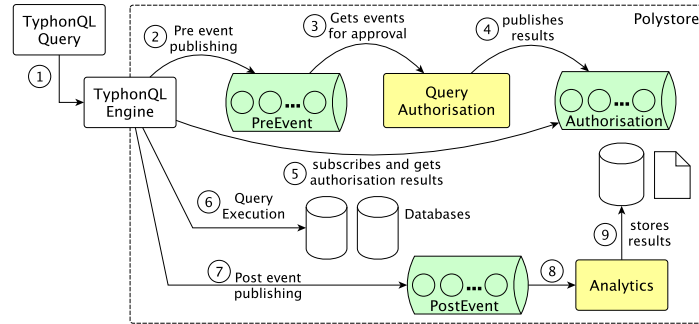 TyphonQL
Query
Polystore
1
2
Pre event
publishing
3
Gets events
for approval
4
publishes
results
TyphonQL
Engine
...
PreEvent
Query
Authorisation
...
Authorisation
5
subscribes and gets
authorisation results
6
Query
Execution
Databases
7
Post event
publishing
...
PostEvent
8
Analytics
9
stores
results